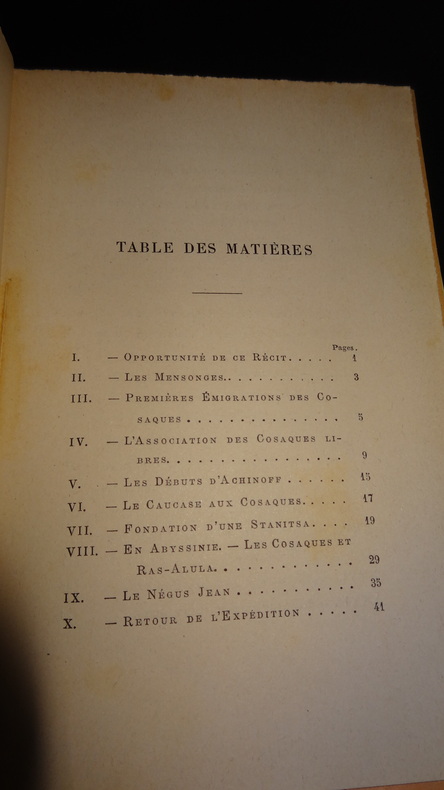 TABLE DES MATIÈRES
Pages.
I. — Opportunité de ce Récit. . . . . 1
II. — Les Mensonges.. . . . . . . . . . 3
III. — Premières Émigrations des Co-
saques . . . . . . . . . . . . . . 5
IV. — L'Association des Cosaques li-
bres. . . . . . . . . . . . . . . . 9
V. — Les Débuts d'Achinoff . . . . . . 15
VI. — Le Caucase aux Cosaques. . . . . 17
VII. — Fondation d'une Stanitsa. . . . 19
VIII. — En Abyssinie. — Les Cosaques et
Ras-Alula. . . . . . . . . . . . 29
IX. — Le Négus Jean . . . . . . . . . . 35
X. — Retour de l'Expédition . . . . . 41